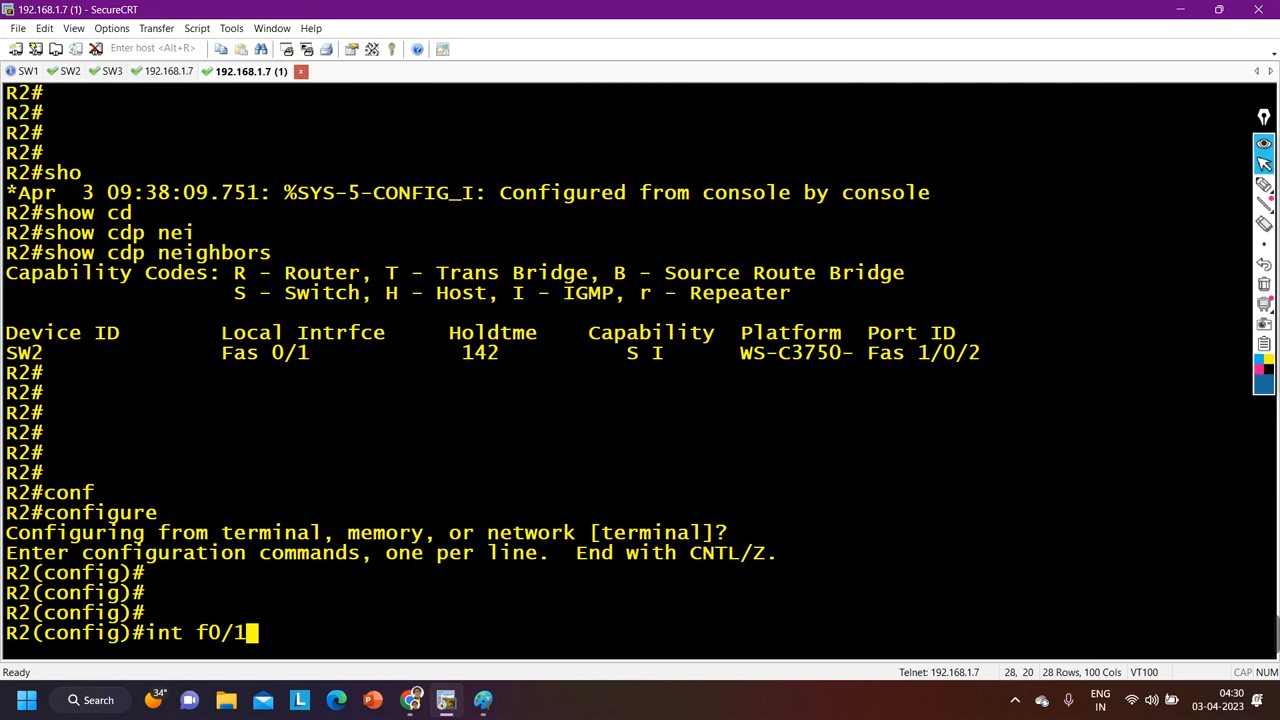 192.168.1.7 (1) - SecureCRT
File Edit View Options Transfer Script Tools Window Help
Enter host <Alt+R>
SW1 SW2 SW3 192.168.1.7 192.168.1.7 (1) x
R2#
R2#
R2#
R2#
R2#sho
*Apr  3 09:38:09.751: %SYS-5-CONFIG_I: Configured from console by console
R2#show cd
R2#show cdp nei
R2#show cdp neighbors
Capability Codes: R - Router, T - Trans Bridge, B - Source Route Bridge
                  S - Switch, H - Host, I - IGMP, r - Repeater
Device ID        Local Intrfce     Holdtme    Capability  Platform  Port ID
SW2              Fas 0/1            142          S I      WS-C3750- Fas 1/0/2
R2#
R2#
R2#
R2#
R2#
R2#
R2#conf
R2#configure
Configuring from terminal, memory, or network [terminal]?
Enter configuration commands, one per line.  End with CNTL/Z.
R2(config)#
R2(config)#
R2(config)#
R2(config)#int f0/1
Ready Telnet: 192.168.1.7 28, 20 28 Rows, 100 Cols VT100 CAP NUM
34° Search L ENG 04:30
IN 03-04-2023